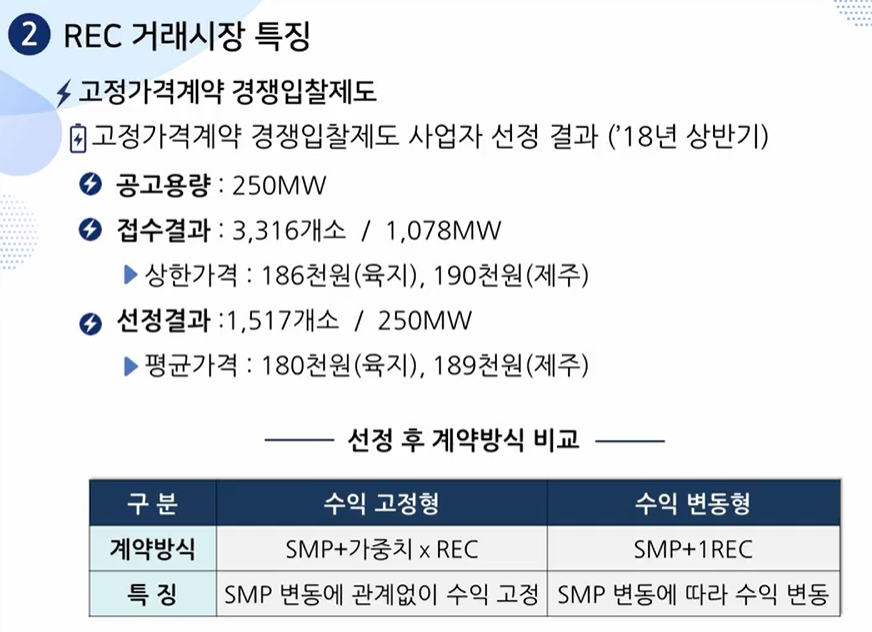 2 REC 거래시장 특징
고정가격계약 경쟁입찰제도
고정가격계약 경쟁입찰제도 사업자 선정 결과 (’18년 상반기)
공고용량 : 250MW
접수결과 : 3,316개소 / 1,078MW
상한가격 : 186천원(육지), 190천원(제주)
선정결과 :1,517개소 / 250MW
평균가격 : 180천원(육지), 189천원(제주)
선정 후 계약방식 비교
구 분 수익 고정형 수익 변동형
계약방식 SMP+가중치 x REC SMP+1REC
특 징 SMP 변동에 관계없이 수익 고정 SMP 변동에 따라 수익 변동